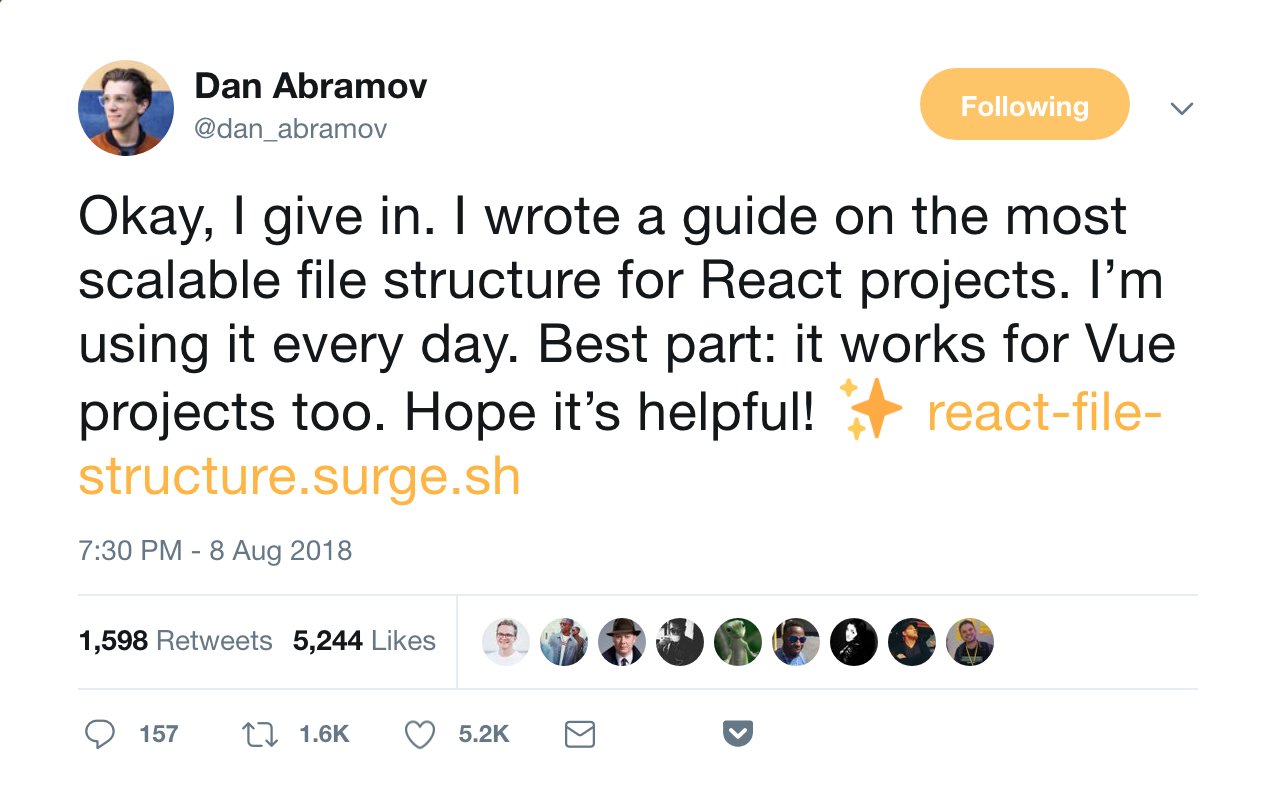 Dan Abramov
@dan_abramov
Following
Okay, I give in. I wrote a guide on the most
scalable file structure for React projects. I’m
using it every day. Best part: it works for Vue
projects too. Hope it’s helpful! ✨ react-file-
structure.surge.sh
7:30 PM - 8 Aug 2018
1,598 Retweets 5,244 Likes
157 1.6K 5.2K